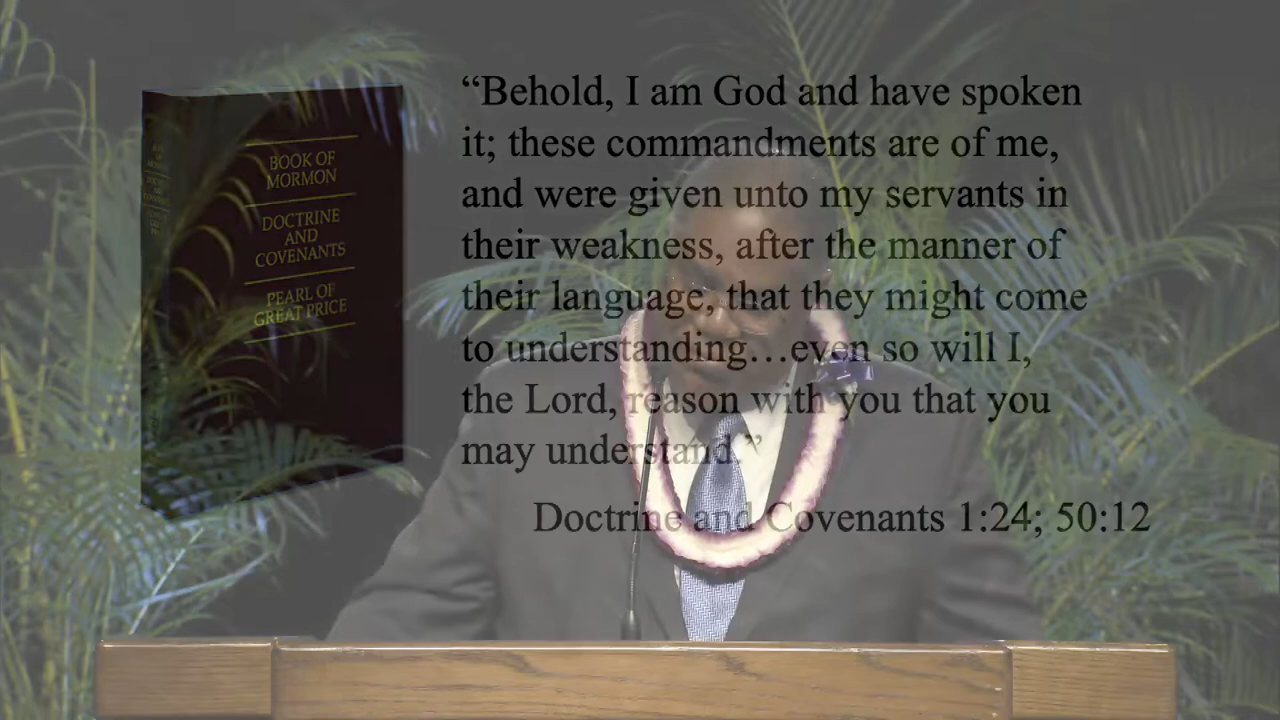 BOOK OF
MORMON
DOCTRINE
AND
COVENANTS
PEARL OF
GREAT PRICE
“Behold, I am God and have spoken
it; these commandments are of me,
and were given unto my servants in
their weakness, after the manner of
their language, that they might come
to understanding…even so will I,
the Lord, reason with you that you
may understand.”
Doctrine and Covenants 1:24; 50:12